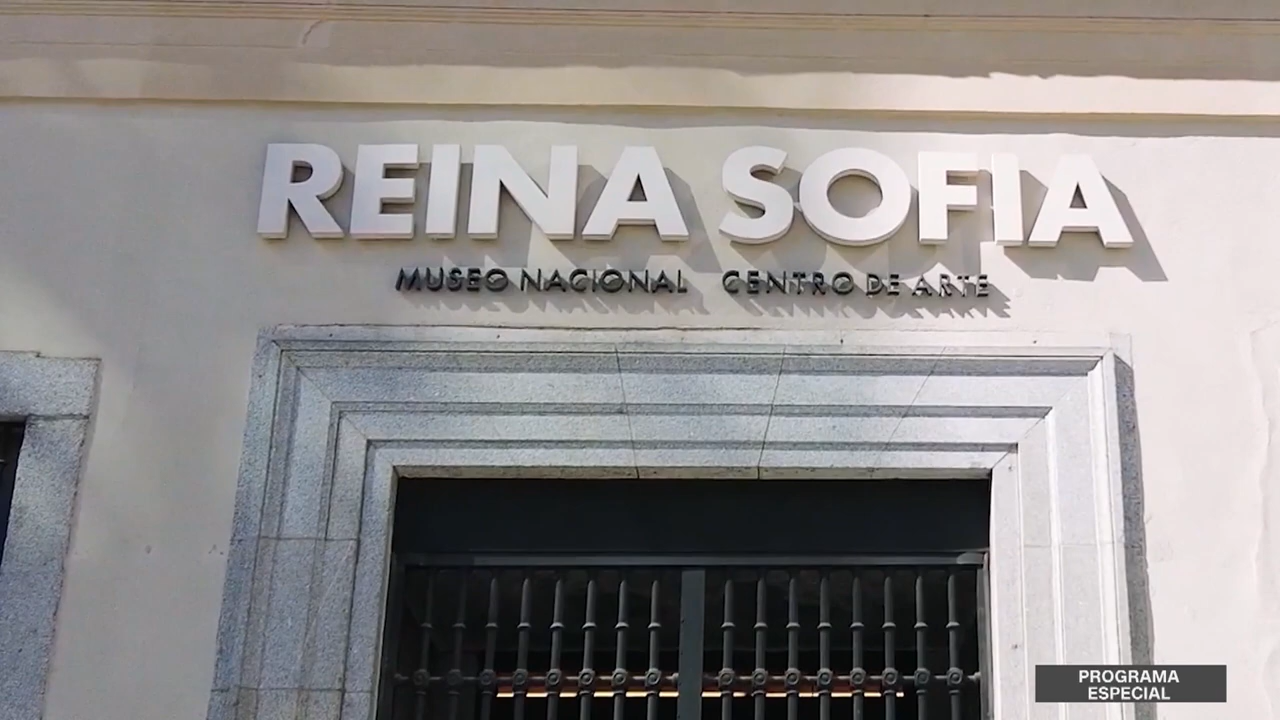 REINA SOFIA
MUSEO NACIONAL CENTRO DE ARTE
PROGRAMA
ESPECIAL